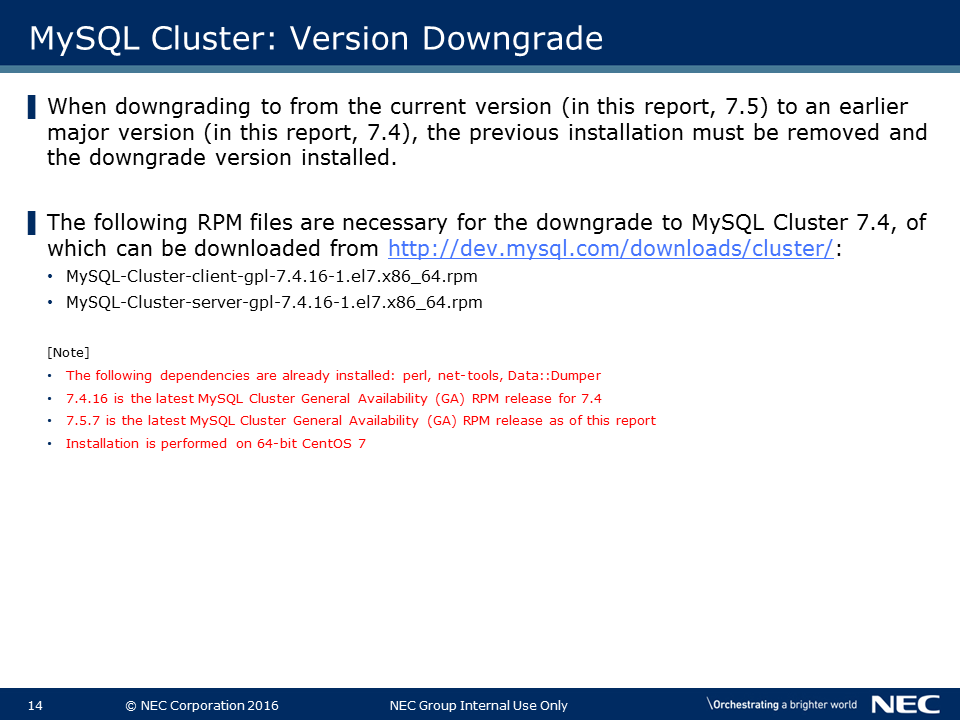 MySQL Cluster: Version Downgrade
When downgrading to from the current version (in this report, 7.5) to an earlier
major version (in this report, 7.4), the previous installation must be removed and
the downgrade version installed.
The following RPM files are necessary for the downgrade to MySQL Cluster 7.4, of
which can be downloaded from http://dev.mysql.com/downloads/cluster/:
• MySQL-Cluster-client-gpl-7.4.16-1.el7.x86_64.rpm
• MySQL-Cluster-server-gpl-7.4.16-1.el7.x86_64.rpm
[Note]
• The following dependencies are already installed: perl, net-tools, Data::Dumper
• 7.4.16 is the latest MySQL Cluster General Availability (GA) RPM release for 7.4
• 7.5.7 is the latest MySQL Cluster General Availability (GA) RPM release as of this report
• Installation is performed on 64-bit CentOS 7
14 © NEC Corporation 2016 NEC Group Internal Use Only \Orchestrating a brighter world NEC